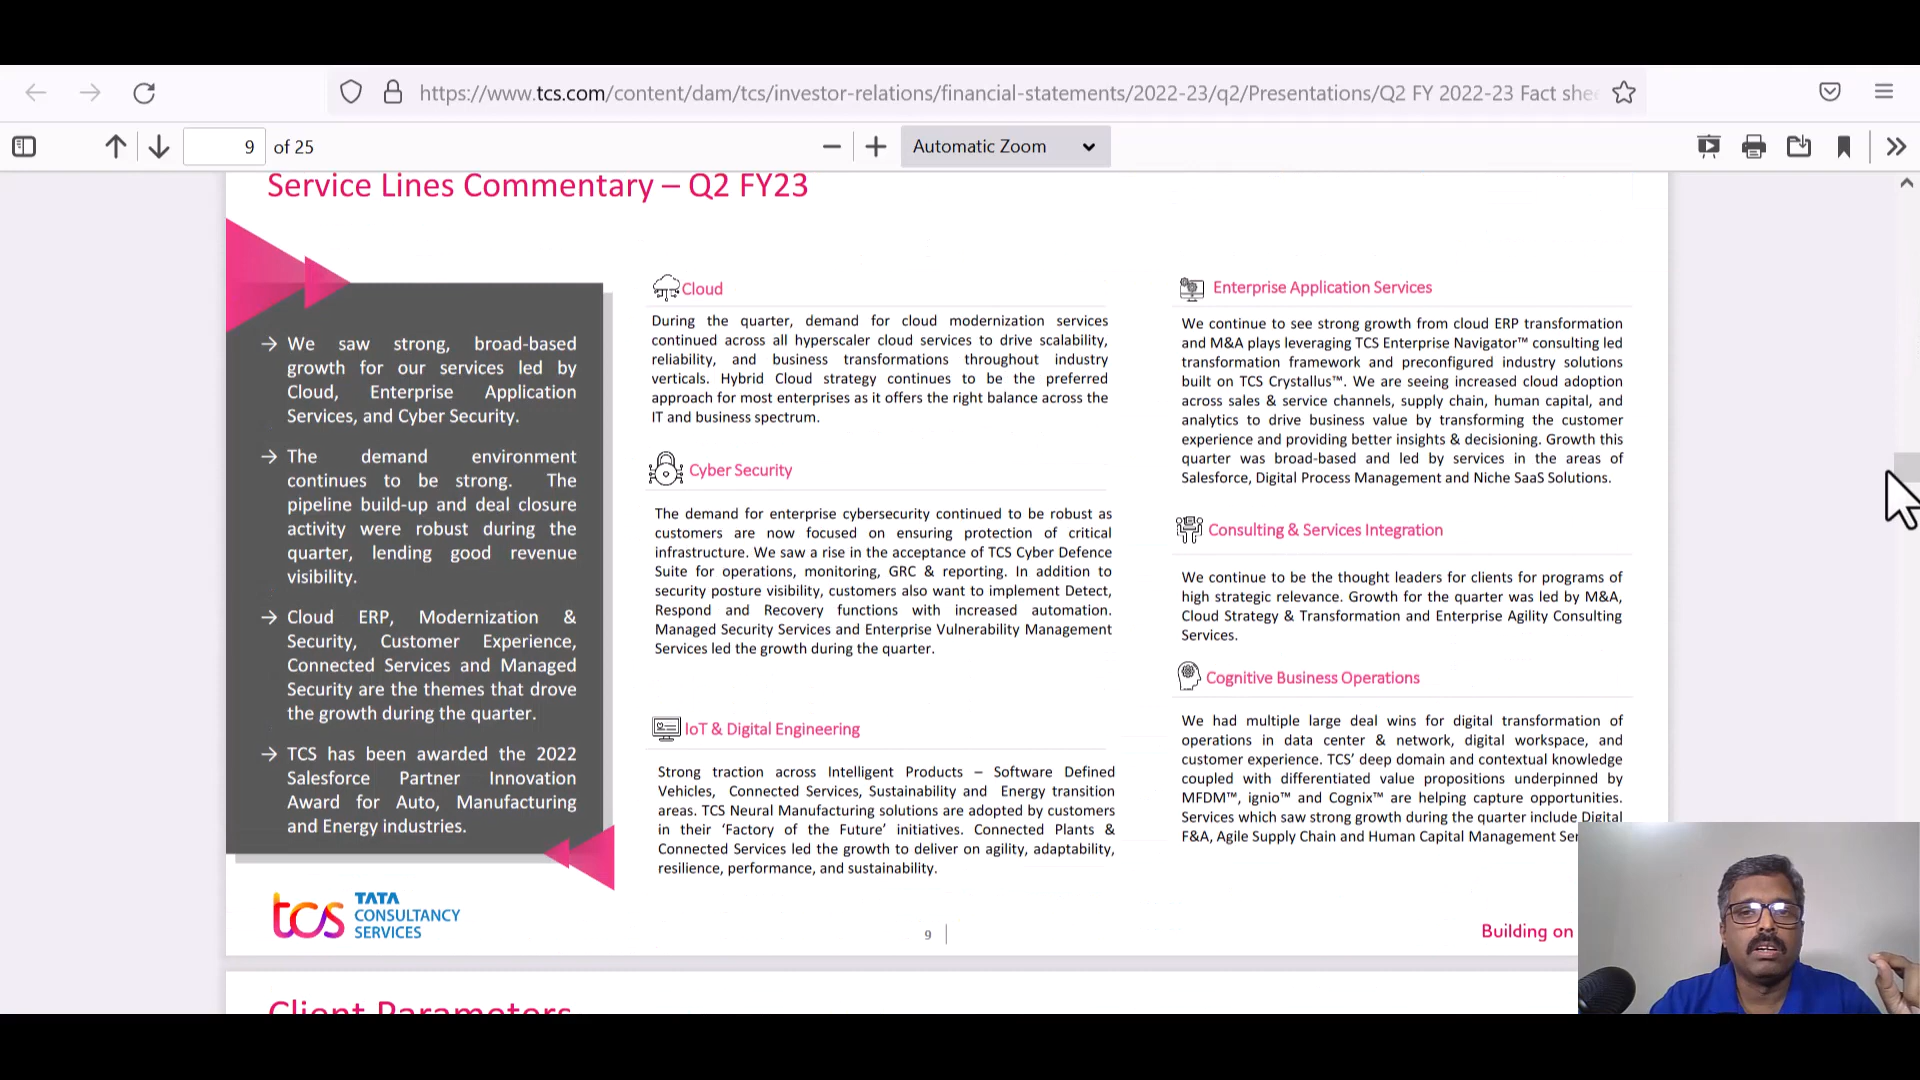 https://www.tcs.com/content/dam/tcs/investor-relations/financial-statements/2022-23/q2/Presentations/Q2 FY 2022-23 Fact shee
9 of 25
Automatic Zoom
Service Lines Commentary – Q2 FY23
→ We saw strong, broad-based
growth for our services led by
Cloud, Enterprise Application
Services, and Cyber Security.
→ The demand environment
continues to be strong. The
pipeline build-up and deal closure
activity were robust during the
quarter, lending good revenue
visibility.
→ Cloud ERP, Modernization &
Security, Customer Experience,
Connected Services and Managed
Security are the themes that drove
the growth during the quarter.
→ TCS has been awarded the 2022
Salesforce Partner Innovation
Award for Auto, Manufacturing
and Energy industries.
Cloud
During the quarter, demand for cloud modernization services
continued across all hyperscaler cloud services to drive scalability,
reliability, and business transformations throughout industry
verticals. Hybrid Cloud strategy continues to be the preferred
approach for most enterprises as it offers the right balance across the
IT and business spectrum.
Cyber Security
The demand for enterprise cybersecurity continued to be robust as
customers are now focused on ensuring protection of critical
infrastructure. We saw a rise in the acceptance of TCS Cyber Defence
Suite for operations, monitoring, GRC & reporting. In addition to
security posture visibility, customers also want to implement Detect,
Respond and Recovery functions with increased automation.
Managed Security Services and Enterprise Vulnerability Management
Services led the growth during the quarter.
IoT & Digital Engineering
Strong traction across Intelligent Products – Software Defined
Vehicles, Connected Services, Sustainability and Energy transition
areas. TCS Neural Manufacturing solutions are adopted by customers
in their ‘Factory of the Future’ initiatives. Connected Plants &
Connected Services led the growth to deliver on agility, adaptability,
resilience, performance, and sustainability.
Enterprise Application Services
We continue to see strong growth from cloud ERP transformation
and M&A plays leveraging TCS Enterprise Navigator™ consulting led
transformation framework and preconfigured industry solutions
built on TCS Crystallus™. We are seeing increased cloud adoption
across sales & service channels, supply chain, human capital, and
analytics to drive business value by transforming the customer
experience and providing better insights & decisioning. Growth this
quarter was broad-based and led by services in the areas of
Salesforce, Digital Process Management and Niche SaaS Solutions.
Consulting & Services Integration
We continue to be the thought leaders for clients for programs of
high strategic relevance. Growth for the quarter was led by M&A,
Cloud Strategy & Transformation and Enterprise Agility Consulting
Services.
Cognitive Business Operations
We had multiple large deal wins for digital transformation of
operations in data center & network, digital workspace, and
customer experience. TCS’ deep domain and contextual knowledge
coupled with differentiated value propositions underpinned by
MFDM™, ignio™ and Cognix™ are helping capture opportunities.
Services which saw strong growth during the quarter include Digital
F&A, Agile Supply Chain and Human Capital Management Ser
tcs TATA
CONSULTANCY
SERVICES
9
Building on
Client Parameters